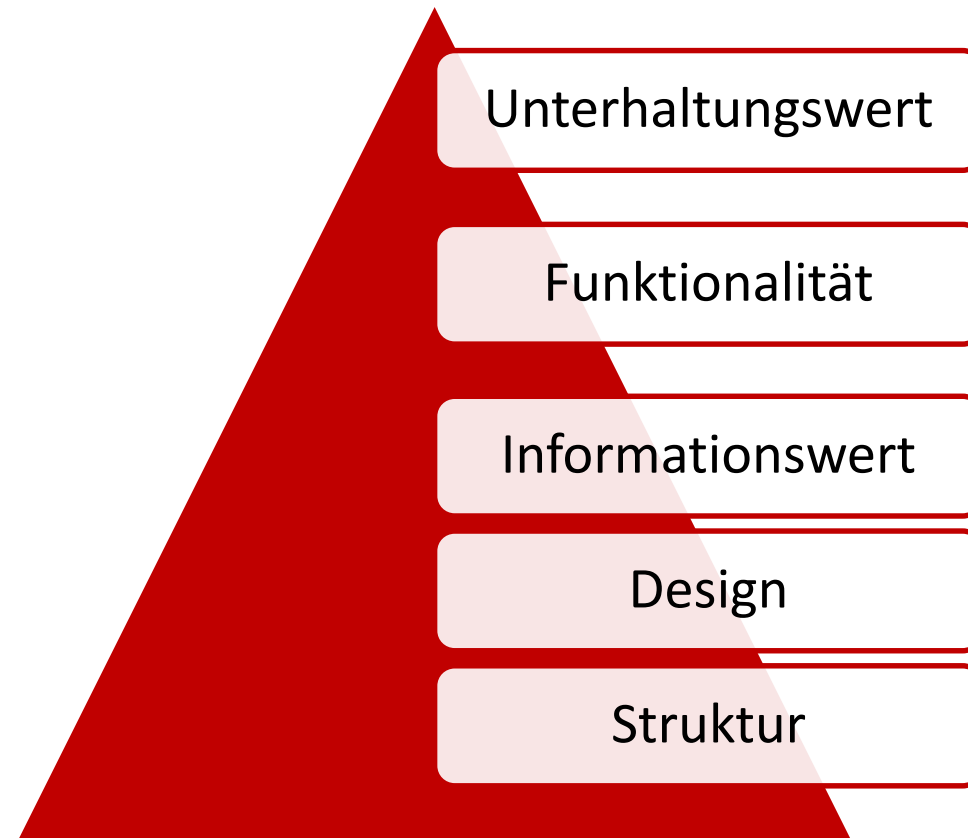 Unterhaltungswert
Funktionalität
Informationswert
Design
Struktur